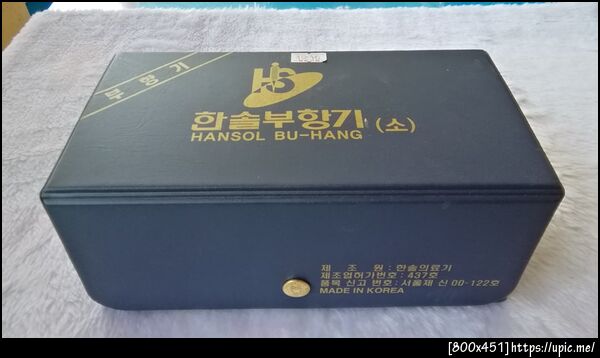 부항기
HS
한솔부항기 (소)
HANSOL BU-HANG
제 조 원 : 한솔의료기
제조업허가번호 : 437호
품목 신고 번호 : 서울제 신 00-122호
MADE IN KOREA
[800x451] https://upic.me/